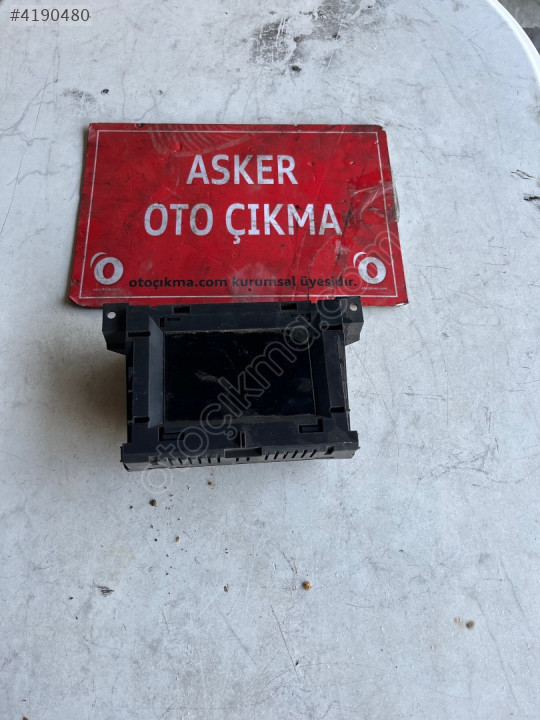 #4190480
ASKER
OTO ÇIKMA
otoçıkma.com kurumsal üyesidir.
otoçıkma.com